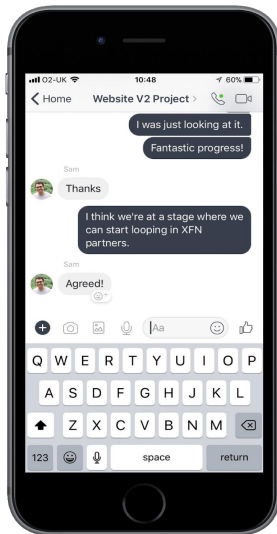 O2-UK 10:48 60%
Home Website V2 Project >
I was just looking at it.
Fantastic progress!
Sam
Thanks
I think we're at a stage where we
can start looping in XFN
partners.
Sam
Agreed!
Aa
Q W E R T Y U I O P
A S D F G H J K L
Z X C V B N M
123 space return